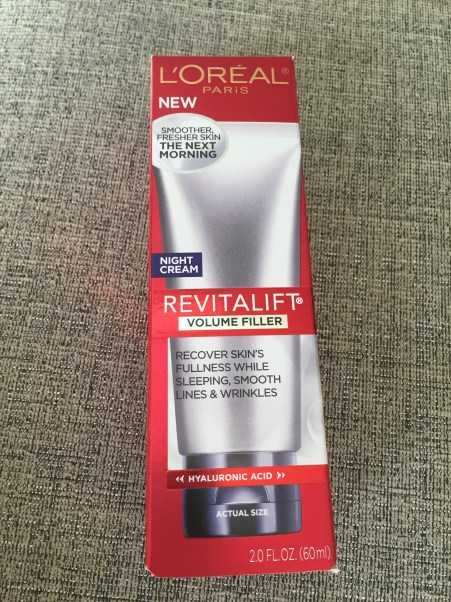 L'ORÉAL®
PARIS
NEW
SMOOTHER,
FRESHER SKIN
THE NEXT
MORNING
NIGHT
CREAM
REVITALIFT®
VOLUME FILLER
RECOVER SKIN'S
FULLNESS WHILE
SLEEPING, SMOOTH
LINES & WRINKLES
HYALURONIC ACID
ACTUAL SIZE
2.0 FL.OZ. (60ml)